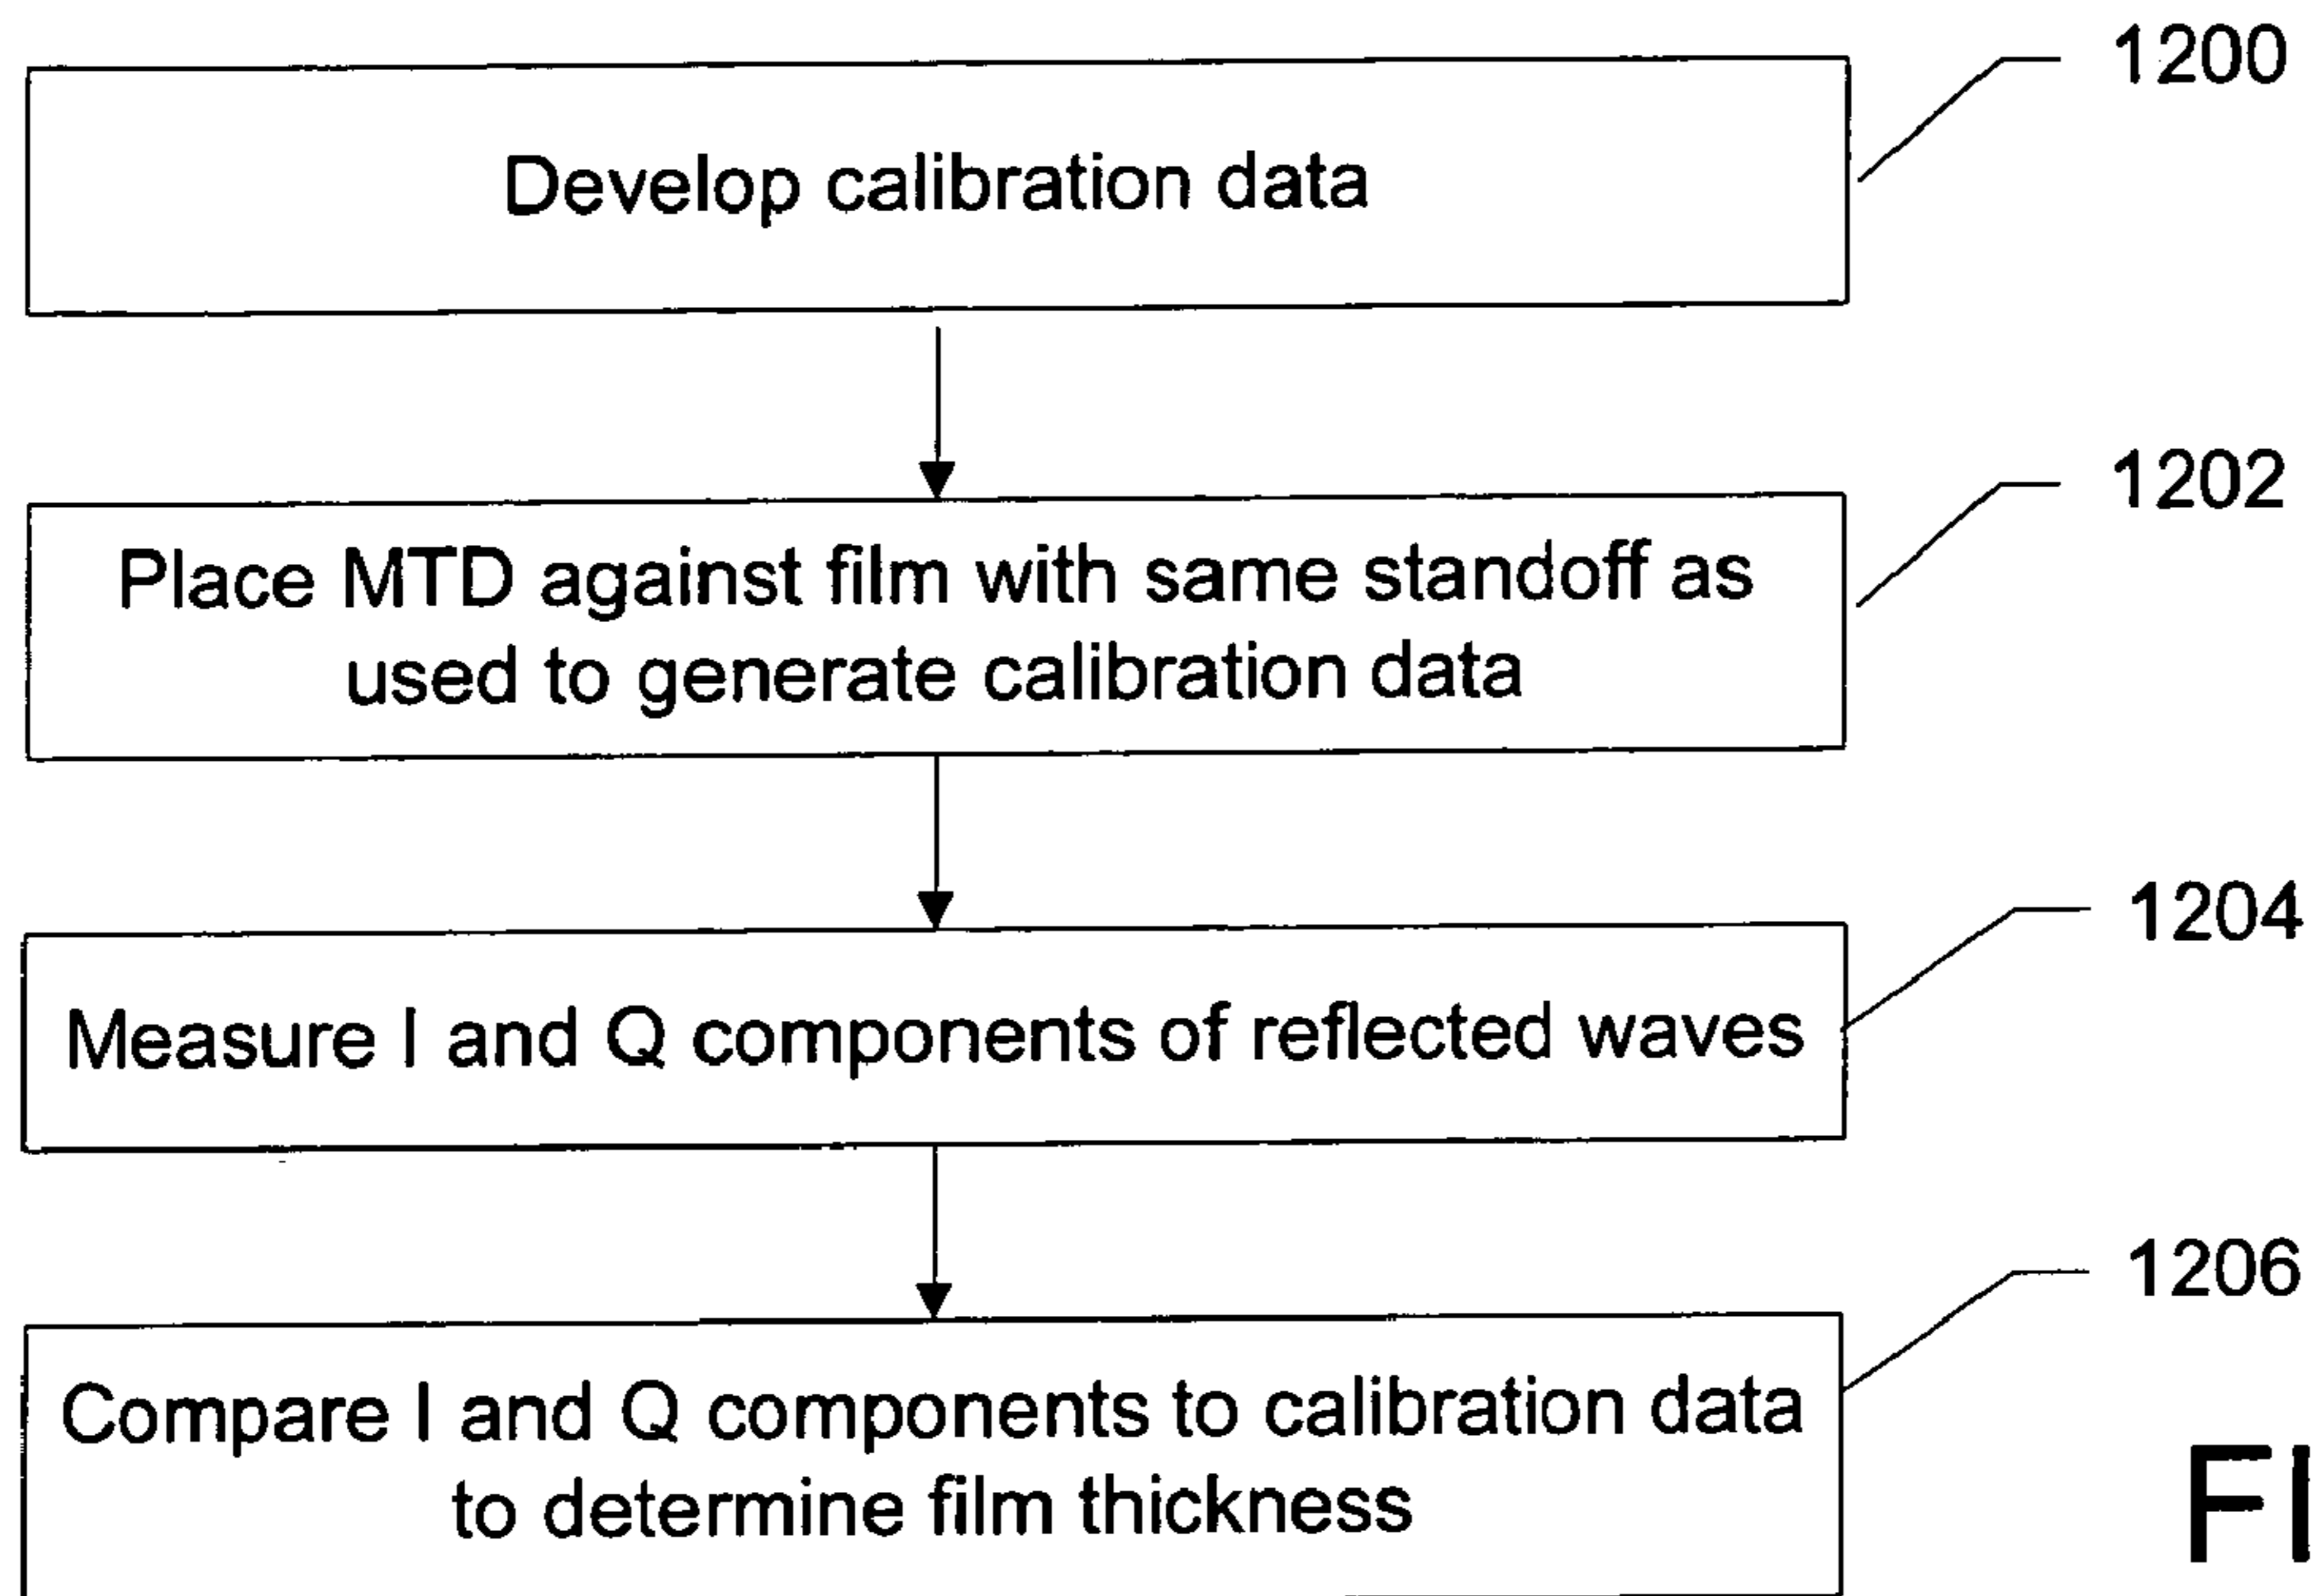 1200
Develop calibration data
1202
Place MTD against film with same standoff as
used to generate calibration data
1204
Measure I and Q components of reflected waves
1206
Compare I and Q components to calibration data
to determine film thickness
FI